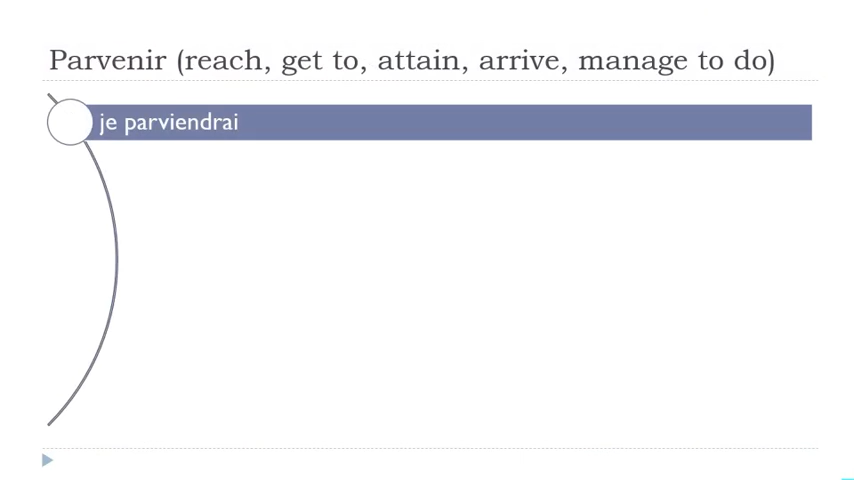 Parvenir (reach, get to, attain, arrive, manage to do)
je parviendrai